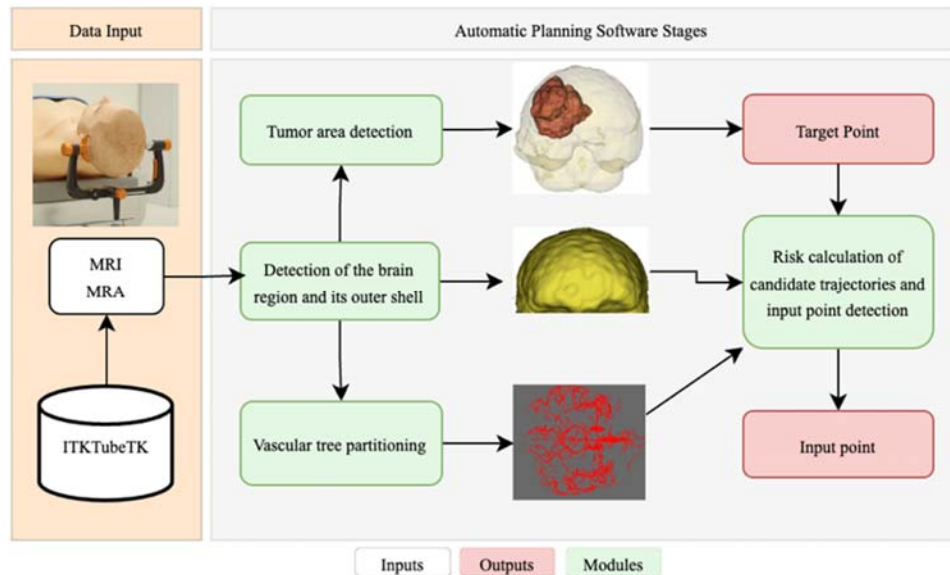 Data Input
Automatic Planning Software Stages
Tumor area detection
Target Point
MRI
MRA
Detection of the brain
region and its outer shell
Risk calculation of
candidate trajectories and
input point detection
ITKTubeTK
Vascular tree partitioning
Input point
Inputs
Outputs
Modules